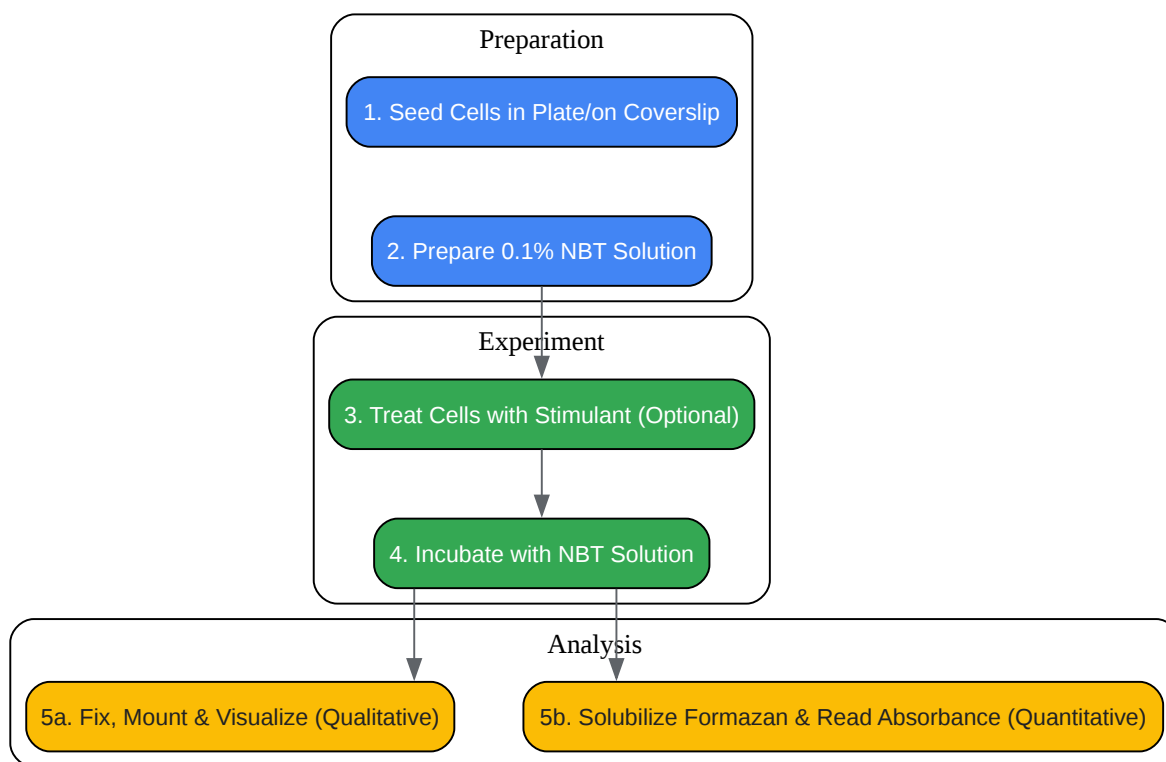 Preparation
1. Seed Cells in Plate/on Coverslip
2. Prepare 0.1% NBT Solution
Experiment
3. Treat Cells with Stimulant (Optional)
4. Incubate with NBT Solution
Analysis
5a. Fix, Mount & Visualize (Qualitative)
5b. Solubilize Formazan & Read Absorbance (Quantitative)